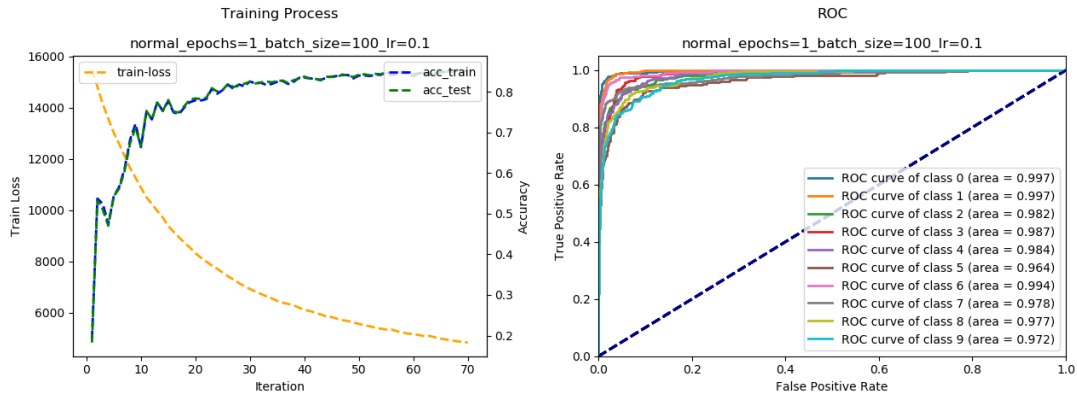 Training Process
normal_epochs=1_batch_size=100_lr=0.1
16000
14000
12000
10000
8000
6000
Train Loss
train-loss
acc_train
acc_test
0.8
0.7
0.6
0.5
0.4
0.3
0.2
Accuracy
0 10 20 30 40 50 60 70
Iteration
ROC
normal_epochs=1_batch_size=100_lr=0.1
1.0
0.8
0.6
0.4
0.2
0.0
True Positive Rate
ROC curve of class 0 (area = 0.997)
ROC curve of class 1 (area = 0.997)
ROC curve of class 2 (area = 0.982)
ROC curve of class 3 (area = 0.987)
ROC curve of class 4 (area = 0.984)
ROC curve of class 5 (area = 0.964)
ROC curve of class 6 (area = 0.994)
ROC curve of class 7 (area = 0.978)
ROC curve of class 8 (area = 0.977)
ROC curve of class 9 (area = 0.972)
0.0 0.2 0.4 0.6 0.8 1.0
False Positive Rate